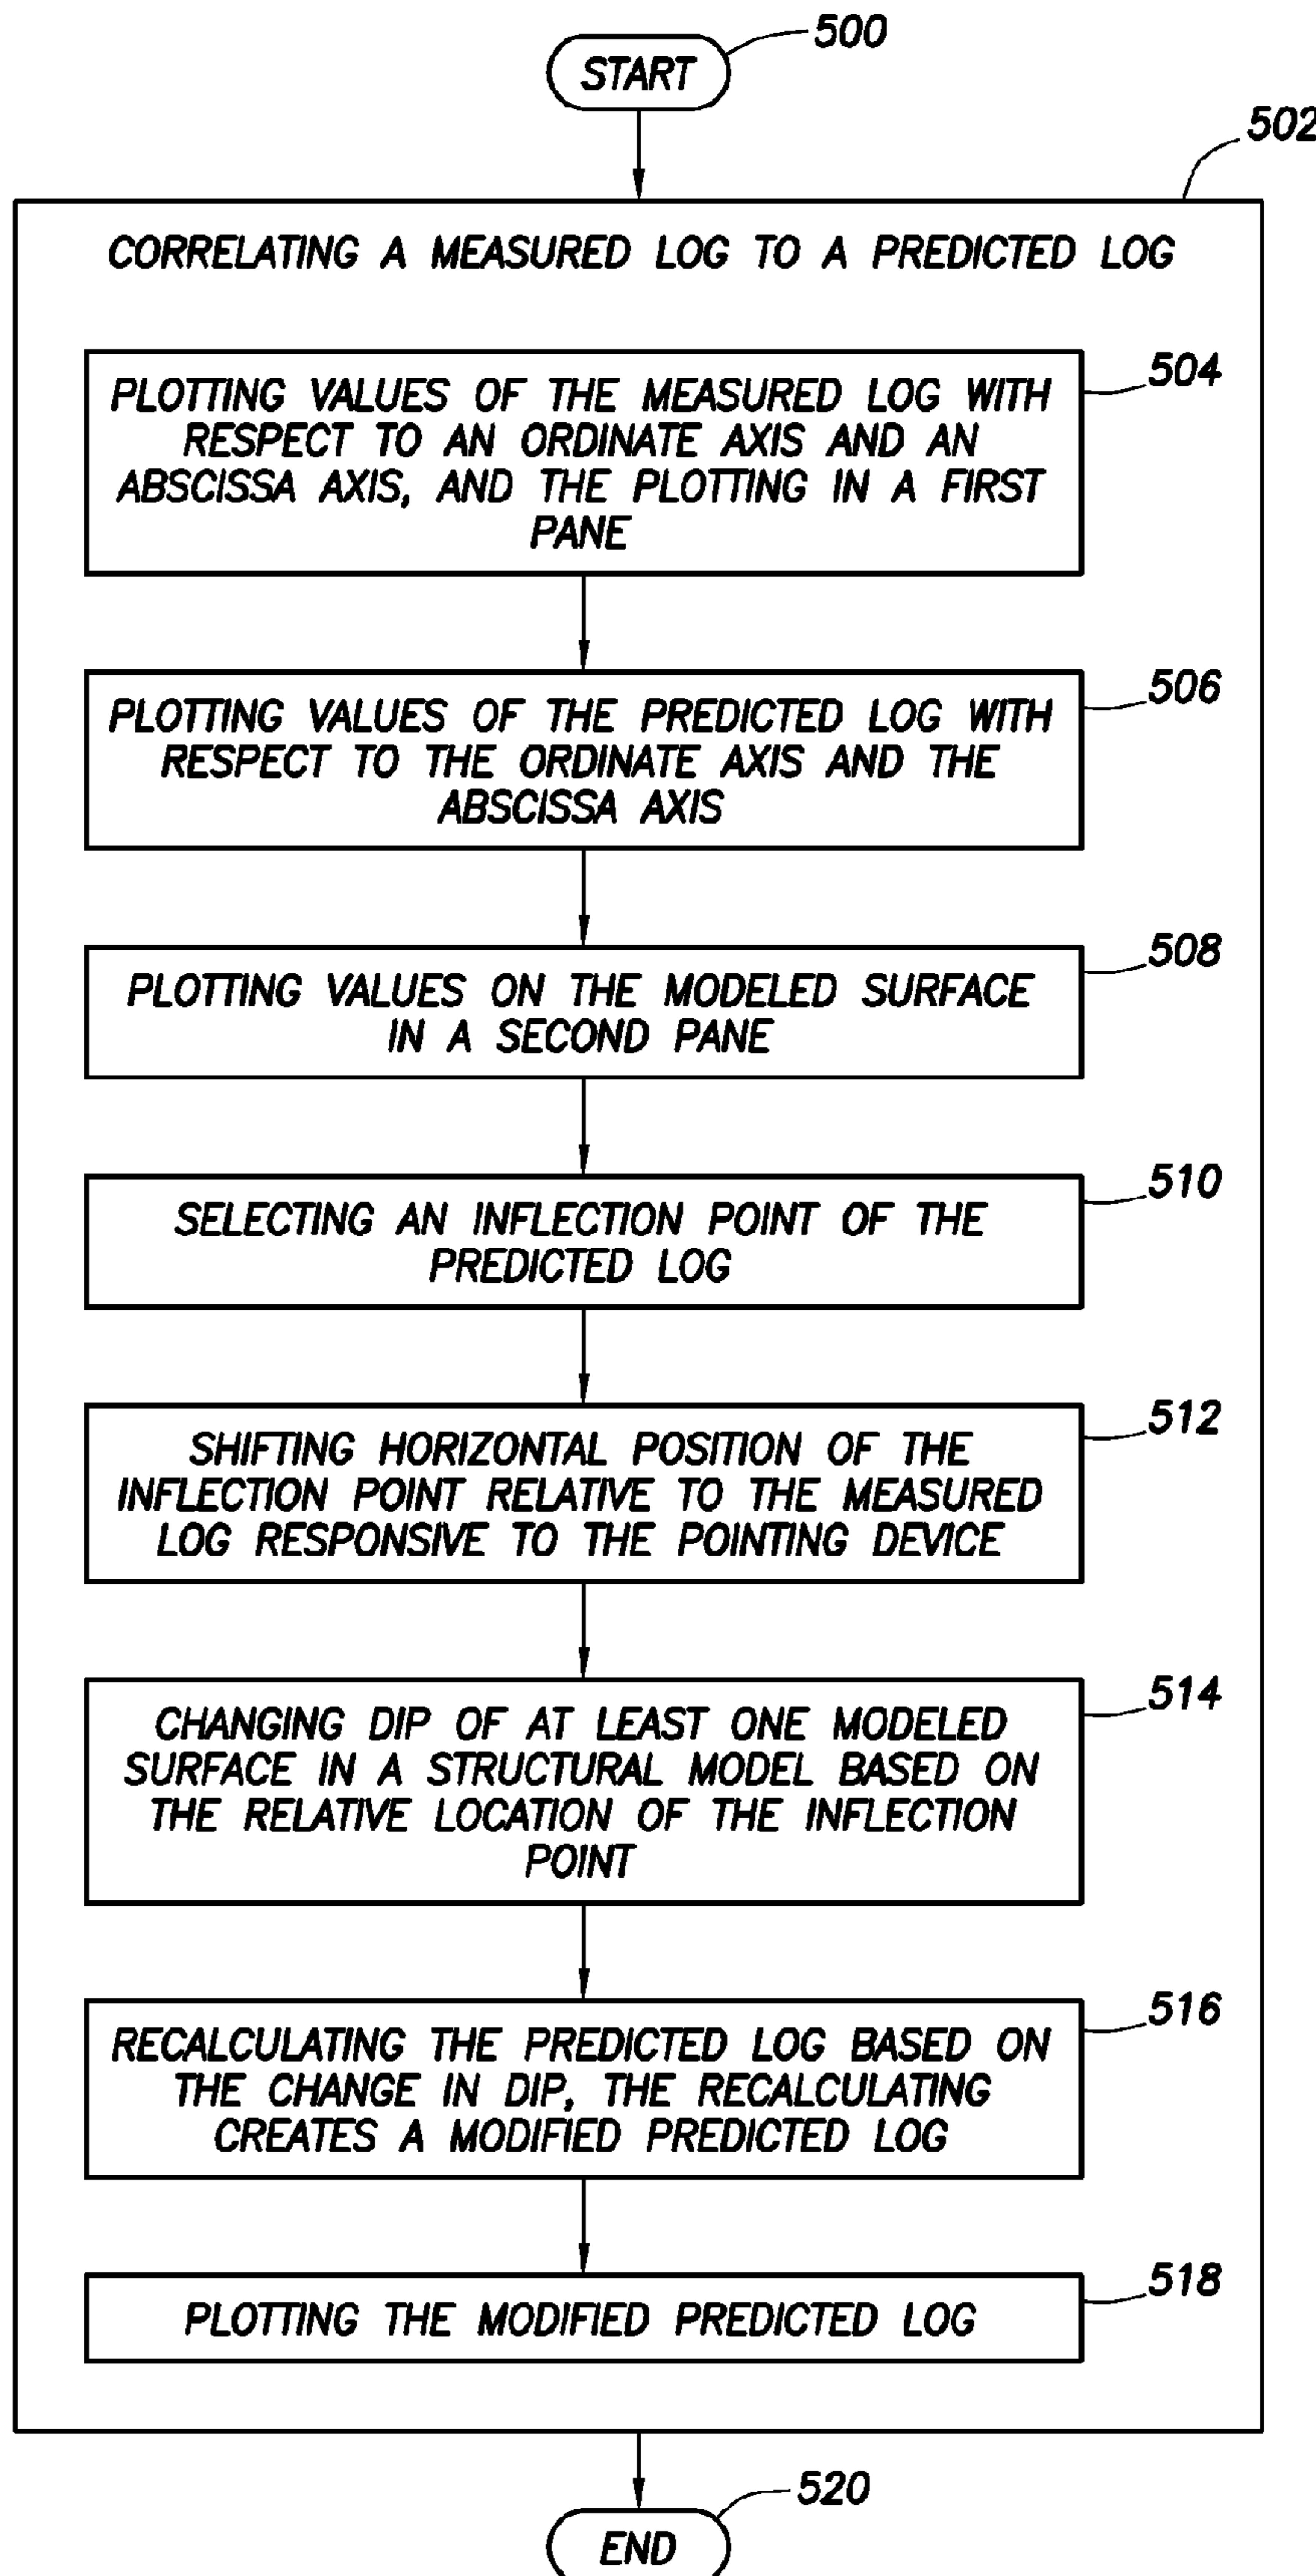 500
START
502
CORRELATING A MEASURED LOG TO A PREDICTED LOG
504
PLOTTING VALUES OF THE MEASURED LOG WITH
RESPECT TO AN ORDINATE AXIS AND AN
ABSCISSA AXIS, AND THE PLOTTING IN A FIRST
PANE
506
PLOTTING VALUES OF THE PREDICTED LOG WITH
RESPECT TO THE ORDINATE AXIS AND THE
ABSCISSA AXIS
508
PLOTTING VALUES ON THE MODELED SURFACE
IN A SECOND PANE
510
SELECTING AN INFLECTION POINT OF THE
PREDICTED LOG
512
SHIFTING HORIZONTAL POSITION OF THE
INFLECTION POINT RELATIVE TO THE MEASURED
LOG RESPONSIVE TO THE POINTING DEVICE
514
CHANGING DIP OF AT LEAST ONE MODELED
SURFACE IN A STRUCTURAL MODEL BASED ON
THE RELATIVE LOCATION OF THE INFLECTION
POINT
516
RECALCULATING THE PREDICTED LOG BASED ON
THE CHANGE IN DIP, THE RECALCULATING
CREATES A MODIFIED PREDICTED LOG
518
PLOTTING THE MODIFIED PREDICTED LOG
520
END